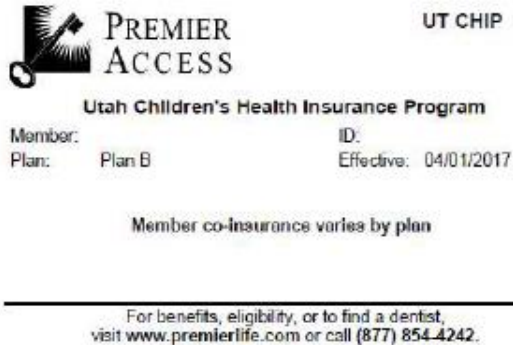 PREMIER
ACCESS
UT CHIP
Utah Children's Health Insurance Program
Member: ID:
Plan: Plan B Effective: 04/01/2017
Member co-insurance varies by plan
For benefits, eligibility, or to find a dentist,
visit www.premierlife.com or call (877) 854-4242.